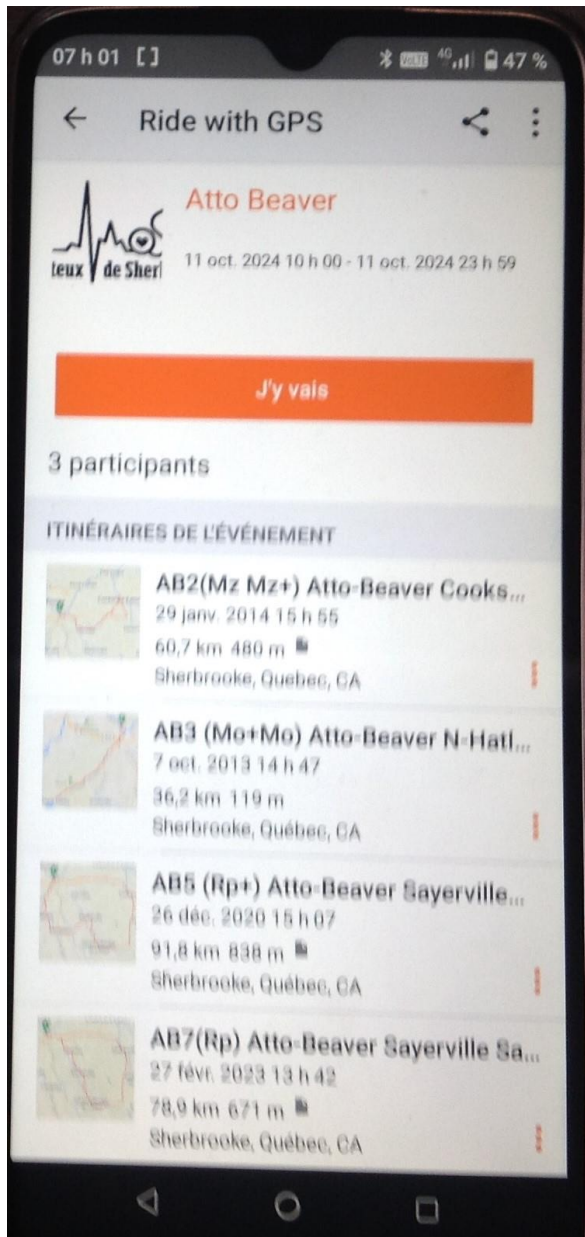 07 h 01 [ ] VoLTE 4G 47 %
Ride with GPS
Atto Beaver
teux de Sherl
11 oct. 2024 10 h 00 - 11 oct. 2024 23 h 59
J'y vais
3 participants
ITINÉRAIRES DE L'ÉVÉNEMENT
AB2(Mz Mz+) Atto-Beaver Cooks...
29 janv. 2014 15 h 55
60,7 km 480 m
Sherbrooke, Quebec, CA
AB3 (Mo+Mo) Atto-Beaver N-Hatl...
7 oct. 2013 14 h 47
36,2 km 119 m
Sherbrooke, Québec, CA
AB5 (Rp+) Atto-Beaver Sayerville...
26 déc. 2020 15 h 07
91,8 km 838 m
Sherbrooke, Québec, CA
AB7(Rp) Atto-Beaver Sayerville Sa...
27 févr. 2023 13 h 42
78,9 km 671 m
Sherbrooke, Québec, CA